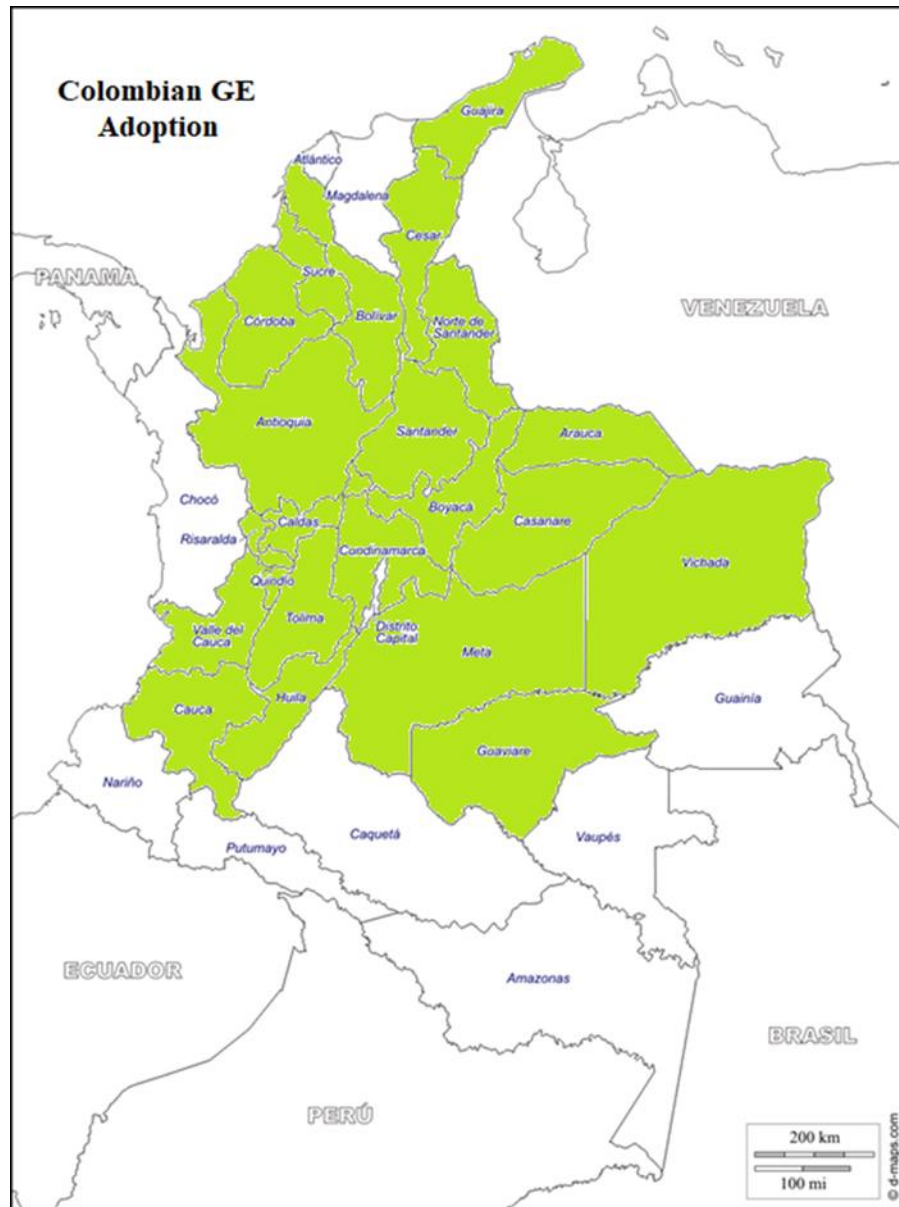 Colombian GE
Adoption
Guajira
Atlántico
Magdalena
Cesar
PANAMA
Sucre
VENEZUELA
Córdoba
Bolívar
Norte de
Santander
Antioquia
Santander
Arauca
Chocó
Boyacá
Casanare
Risaralda
Caldas
Condinamarca
Vichada
Quindío
Tolima
Valle del
Cauca
Distrito
Capital
Meta
Huila
Guainía
Cauca
Goaviare
Nariño
Caquetá
Vaupés
Putumayo
ECUADOR
Amazonas
BRASIL
PERÚ
200 km
100 mi
© d-maps.com